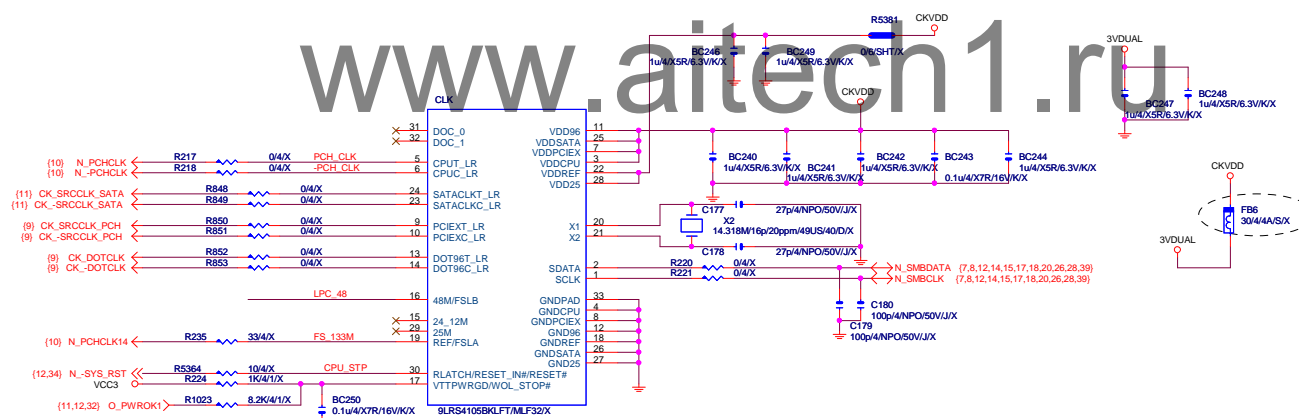 www.aitech1.ru
R5381
CKVDD
0/6/SHT/X
BC246
1u/4/X5R/6.3V/K/X
BC249
1u/4/X5R/6.3V/K/X
3VDUAL
BC247
1u/4/X5R/6.3V/K/X
BC248
1u/4/X5R/6.3V/K/X
CKVDD
CLK
31 DOC_0
32 DOC_1
VDD96 11
VDDSATA 25
VDDPCIEX 7
VDDCPU 3
VDDREF 22
VDD25 28
BC240
1u/4/X5R/6.3V/K/X
BC241
1u/4/X5R/6.3V/K/X
BC242
1u/4/X5R/6.3V/K/X
BC243
0.1u/4/X7R/16V/K/X
BC244
1u/4/X5R/6.3V/K/X
{10} N_PCHCLK R217 0/4/X PCH_CLK 5 CPUT_LR
{10} N_-PCHCLK R218 0/4/X -PCH_CLK 6 CPUC_LR
{11} CK_SRCCLK_SATA R848 0/4/X 24 SATACLKT_LR
{11} CK_-SRCCLK_SATA R849 0/4/X 23 SATACLKC_LR
{9} CK_SRCCLK_PCH R850 0/4/X 9 PCIEXT_LR
{9} CK_-SRCCLK_PCH R851 0/4/X 10 PCIEXC_LR
{9} CK_DOTCLK R852 0/4/X 13 DOT96T_LR
{9} CK_-DOTCLK R853 0/4/X 14 DOT96C_LR
X1 20
X2 21
C177
27p/4/NPO/50V/J/X
X2
14.318M/16p/20ppm/49US/40/D/X
C178
27p/4/NPO/50V/J/X
CKVDD
FB6
30/4/4A/S/X
3VDUAL
SDATA 2 R220 0/4/X N_SMBDATA {7,8,12,14,15,17,18,20,26,28,39}
SCLK 1 R221 0/4/X N_SMBCLK {7,8,12,14,15,17,18,20,26,28,39}
C180
100p/4/NPO/50V/J/X
C179
100p/4/NPO/50V/J/X
LPC_48 16 48M/FSLB
15 24_12M
29 25M
{10} N_PCHCLK14 R235 33/4/X FS_133M 19 REF/FSLA
GNDPAD 33
GNDCPU 4
GNDPCIEX 8
GND96 12
GNDREF 18
GNDSATA 26
GND25 27
{12,34} N_-SYS_RST R5364 10/4/X CPU_STP 30 RLATCH/RESET_IN#/RESET#
VCC3 R224 1K/4/1/X 17 VTTPWRGD/WOL_STOP#
{11,12,32} O_PWROK1 R1023 8.2K/4/1/X
BC250
0.1u/4/X7R/16V/K/X
9LRS4105BKLFT/MLF32/X